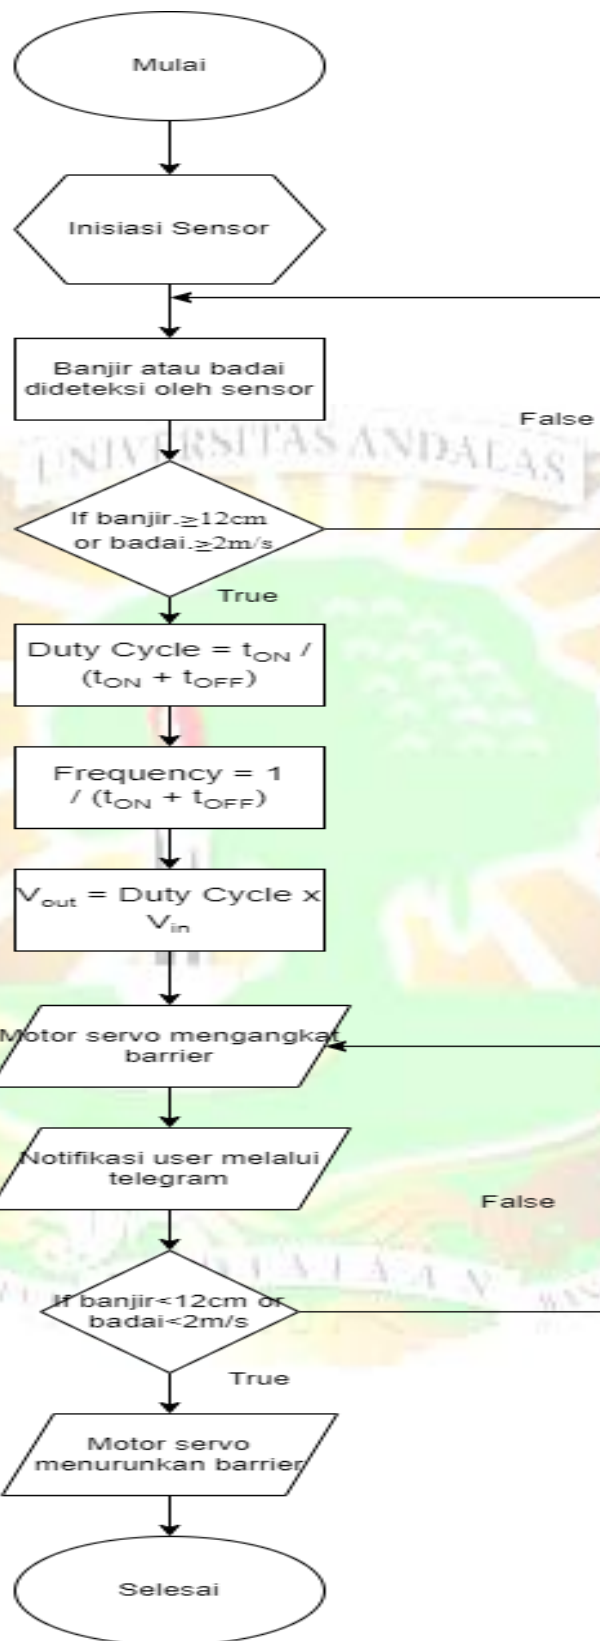 Mulai
Inisiasi Sensor
Banjir atau badai
dideteksi oleh sensor
False
UNIVERSITAS ANDALAS
If banjir.≥12cm
or badai.≥2m/s
True
Duty Cycle = tON /
(tON + tOFF)
Frequency = 1
/ (tON + tOFF)
Vout = Duty Cycle x
Vin
Motor servo mengangkat
barrier
Notifikasi user melalui
telegram
False
If banjir<12cm or
badai<2m/s
True
Motor servo
menurunkan barrier
Selesai